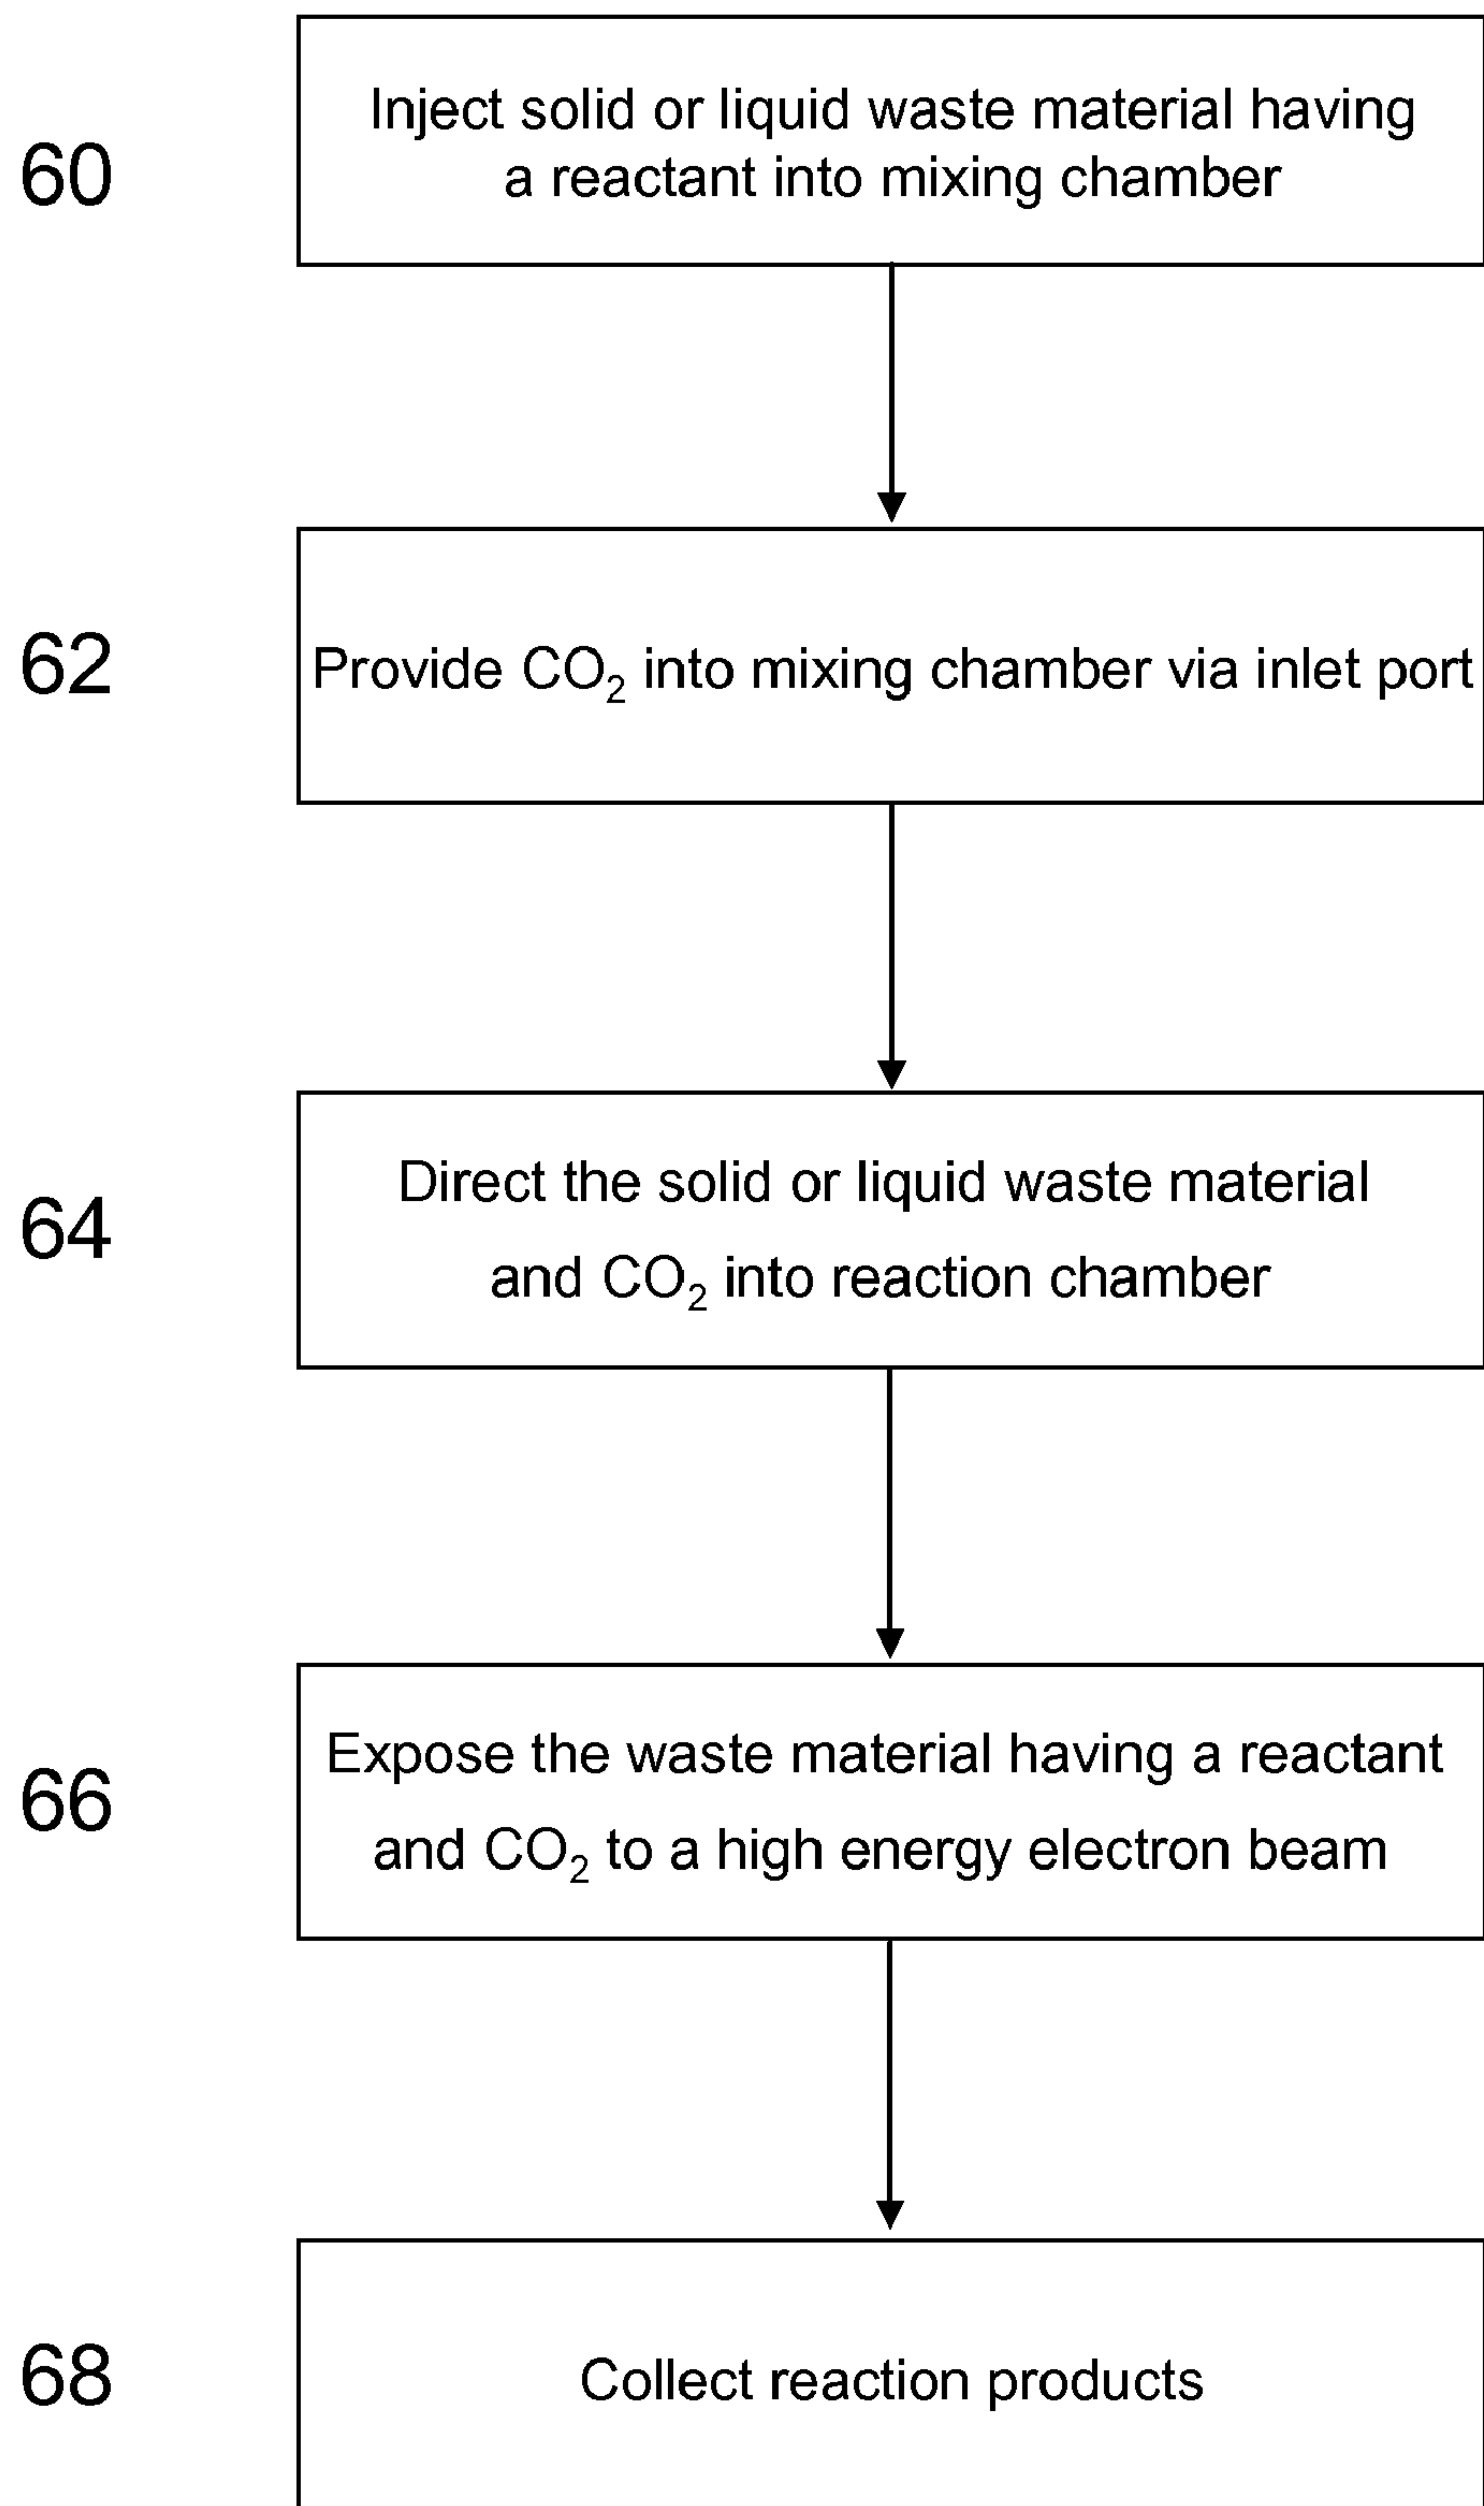 60
Inject solid or liquid waste material having
a reactant into mixing chamber
62
Provide CO₂ into mixing chamber via inlet port
64
Direct the solid or liquid waste material
and CO₂ into reaction chamber
66
Expose the waste material having a reactant
and CO₂ to a high energy electron beam
68
Collect reaction products